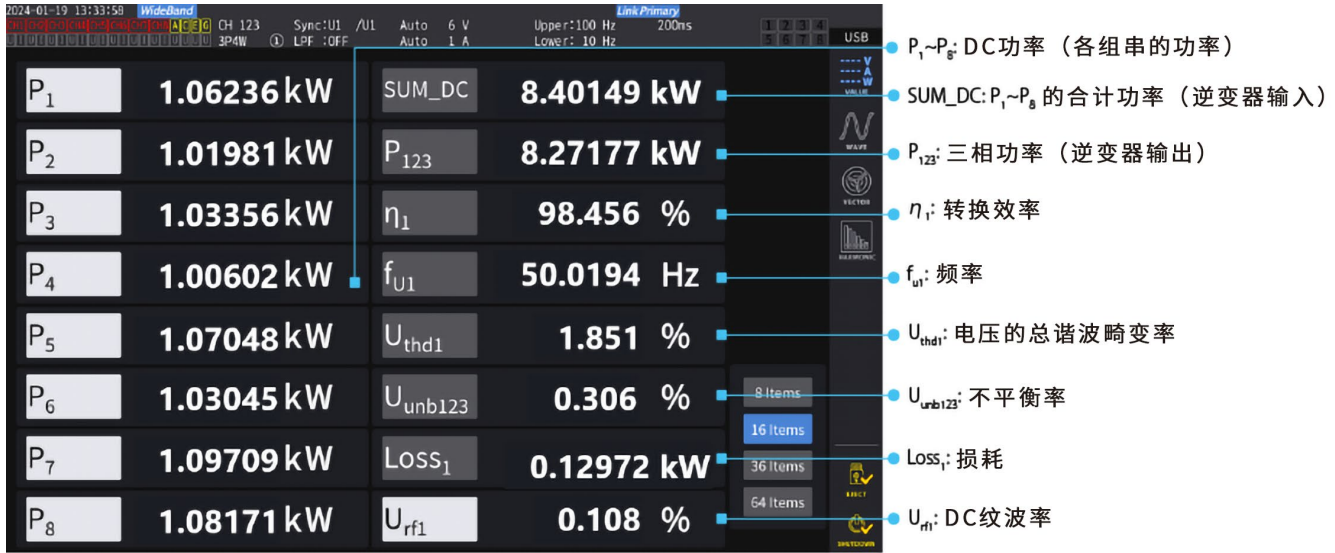 2024-01-19 13:33:58 WideBand Link Primary
CH 123 Sync:U1 /U1 Auto 6 V Upper:100 Hz 200ms 1 2 3 4
3P4W ① LPF :OFF Auto 1 A Lower: 10 Hz 5 6 7 8
USB
P₁~P₈: DC功率（各组串的功率）
P₁ 1.06236 kW SUM_DC 8.40149 kW
VALUE
SUM_DC: P₁~P₈ 的合计功率（逆变器输入）
P₂ 1.01981 kW P₁₂₃ 8.27177 kW
WAVE
P₁₂₃: 三相功率（逆变器输出）
P₃ 1.03356 kW η₁ 98.456 %
VECTOR
η₁: 转换效率
P₄ 1.00602 kW fU1 50.0194 Hz
HARMONIC
fu1: 频率
P₅ 1.07048 kW Uthd1 1.851 %
Uthd1: 电压的总谐波畸变率
P₆ 1.03045 kW Uunb123 0.306 %
8 Items
Uunb123: 不平衡率
16 Items
P₇ 1.09709 kW Loss₁ 0.12972 kW
36 Items
Loss₁: 损耗
EJECT
64 Items
P₈ 1.08171 kW Urf1 0.108 %
Urf1: DC纹波率
SHUTDOWN